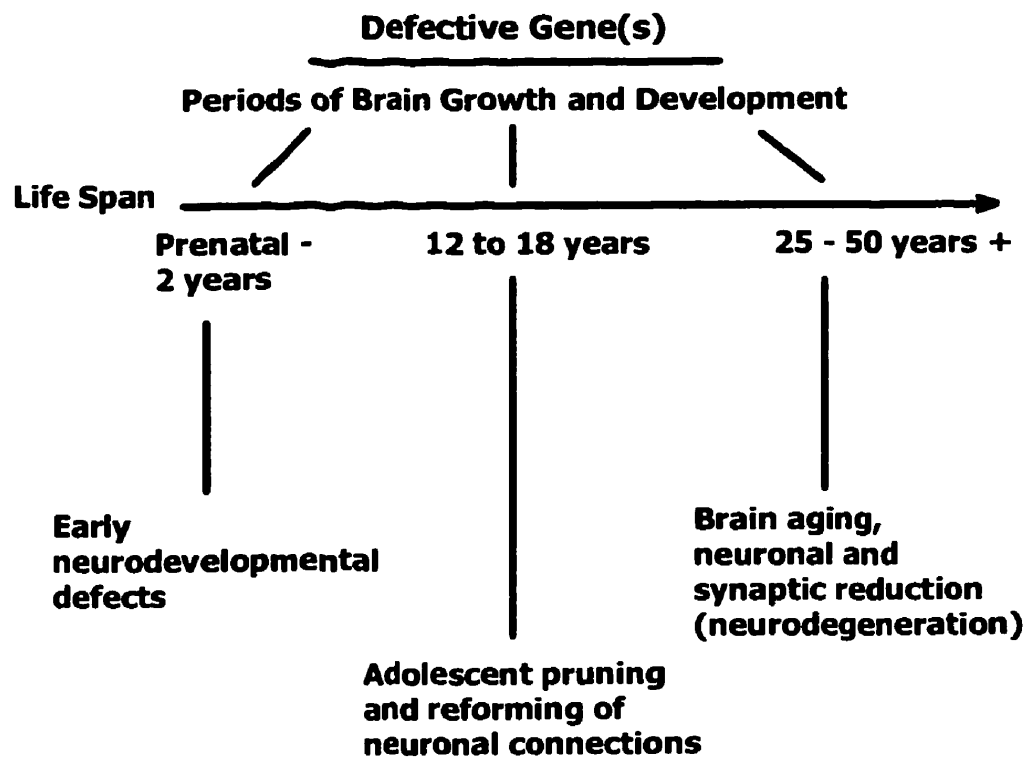 Defective Gene(s)
Periods of Brain Growth and Development
Life Span
Prenatal -
2 years
12 to 18 years
25 - 50 years +
Early
neurodevelopmental
defects
Brain aging,
neuronal and
synaptic reduction
(neurodegeneration)
Adolescent pruning
and reforming of
neuronal connections